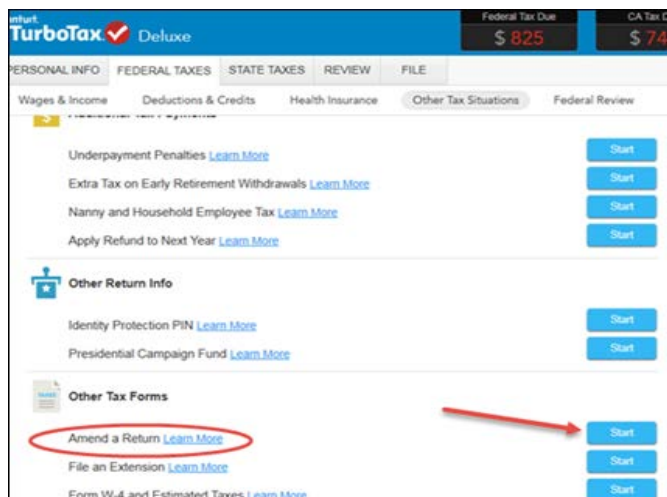 intuit.
TurboTax Deluxe
Federal Tax Due
$ 825
CA Tax D
$ 74
PERSONAL INFO FEDERAL TAXES STATE TAXES REVIEW FILE
Wages & Income Deductions & Credits Health Insurance Other Tax Situations Federal Review
Additional Tax Payments
Underpayment Penalties Learn More Start
Extra Tax on Early Retirement Withdrawals Learn More Start
Nanny and Household Employee Tax Learn More Start
Apply Refund to Next Year Learn More Start
Other Return Info
Identity Protection PIN Learn More Start
Presidential Campaign Fund Learn More Start
Other Tax Forms
Amend a Return Learn More Start
File an Extension Learn More Start
Form W-4 and Estimated Taxes Learn More Start